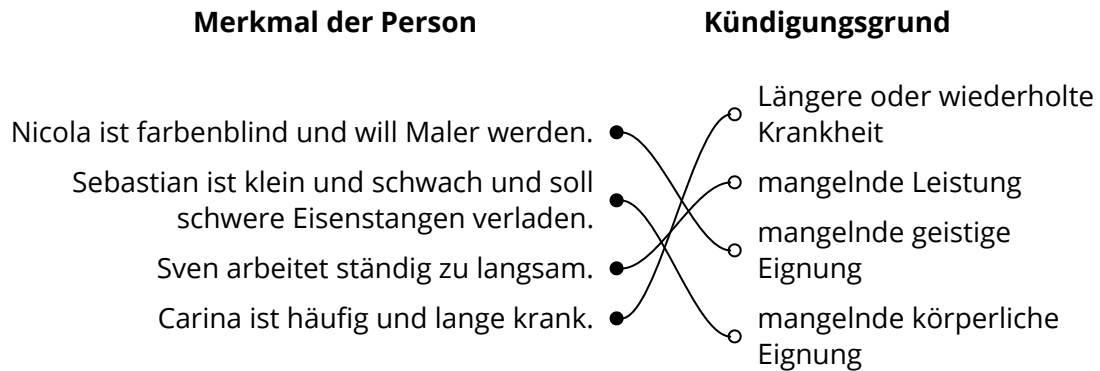 Merkmal der Person
Kündigungsgrund
Nicola ist farbenblind und will Maler werden.
Sebastian ist klein und schwach und soll
schwere Eisenstangen verladen.
Sven arbeitet ständig zu langsam.
Carina ist häufig und lange krank.
Längere oder wiederholte
Krankheit
mangelnde Leistung
mangelnde geistige
Eignung
mangelnde körperliche
Eignung